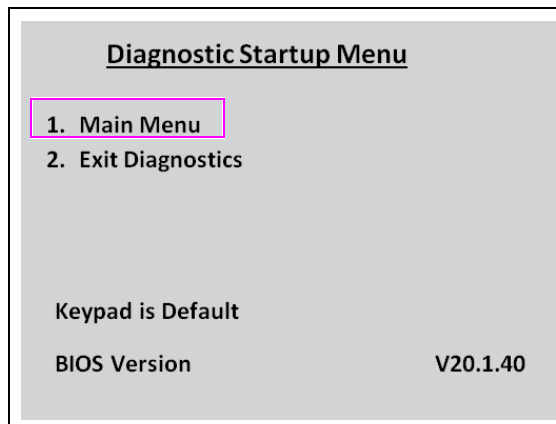 Diagnostic Startup Menu
1. Main Menu
2. Exit Diagnostics
Keypad is Default
BIOS Version V20.1.40